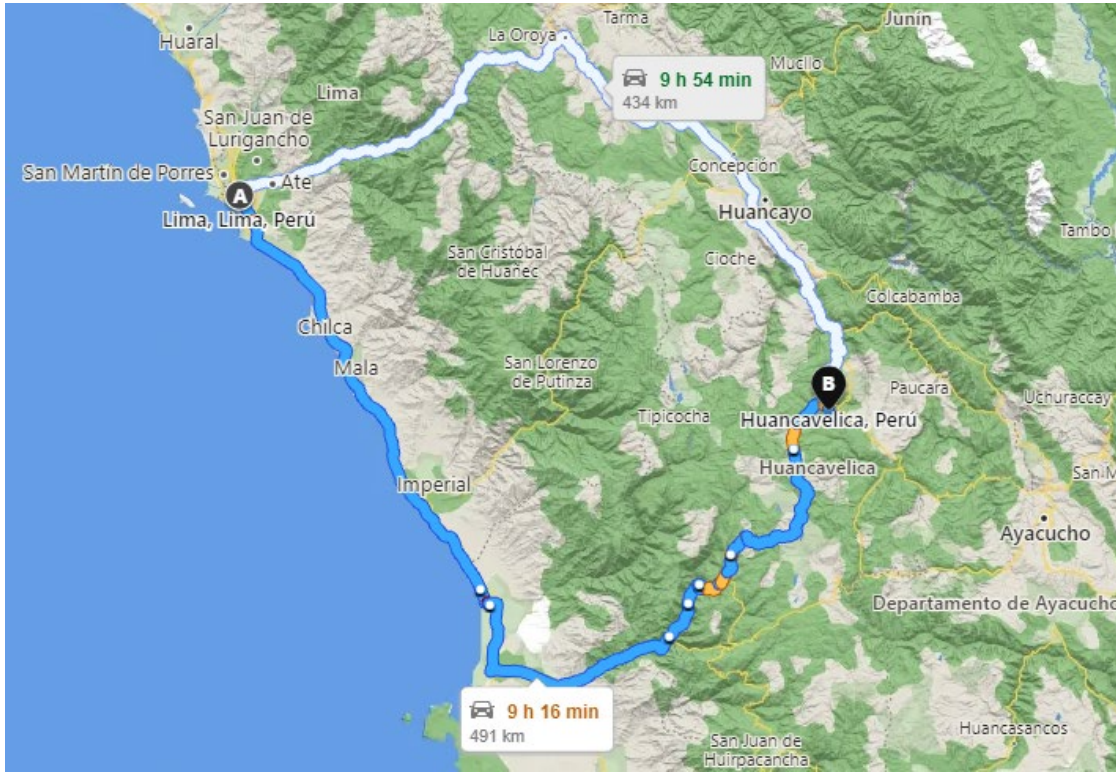 Huaral
La Oroya
Tarma
Junín
Mucllo
9 h 54 min
434 km
Lima
San Juan de
Lurigancho
San Martín de Porres
Ate
A
Lima, Lima, Perú
Concepción
Huancayo
Tambo
San Cristóbal
de Huañec
Cioche
Colcabamba
Chilca
Mala
San Lorenzo
de Putinza
B
Paucara
Uchuraccay
Tipicocha
Huancavelica, Perú
Imperial
Huancavelica
San M
Ayacucho
Departamento de Ayacucho
9 h 16 min
491 km
San Juan de
Huirpacancha
Huancasancos